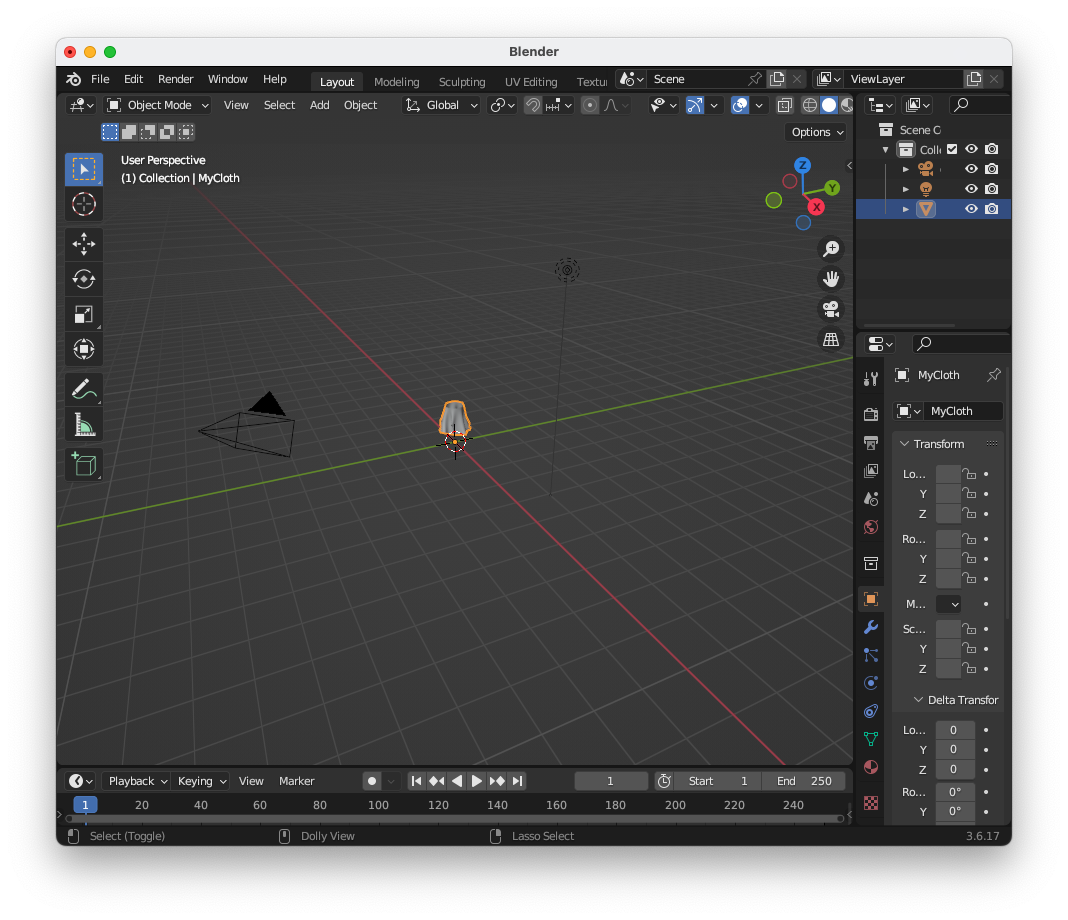 Blender
File Edit Render Window Help Layout Modeling Sculpting UV Editing Textu Scene ViewLayer
Object Mode View Select Add Object Global
Options
User Perspective
(1) Collection | MyCloth
Z
Y
X
Scene C
Colle
MyCloth
MyCloth
Transform
Lo...
Y
Z
Ro...
Y
Z
M...
Sc...
Y
Z
Delta Transfor
Lo... 0
Y 0
Z 0
Ro... 0°
Y 0°
Playback Keying View Marker 1 Start 1 End 250
1 20 40 60 80 100 120 140 160 180 200 220 240
Select (Toggle) Dolly View Lasso Select 3.6.17